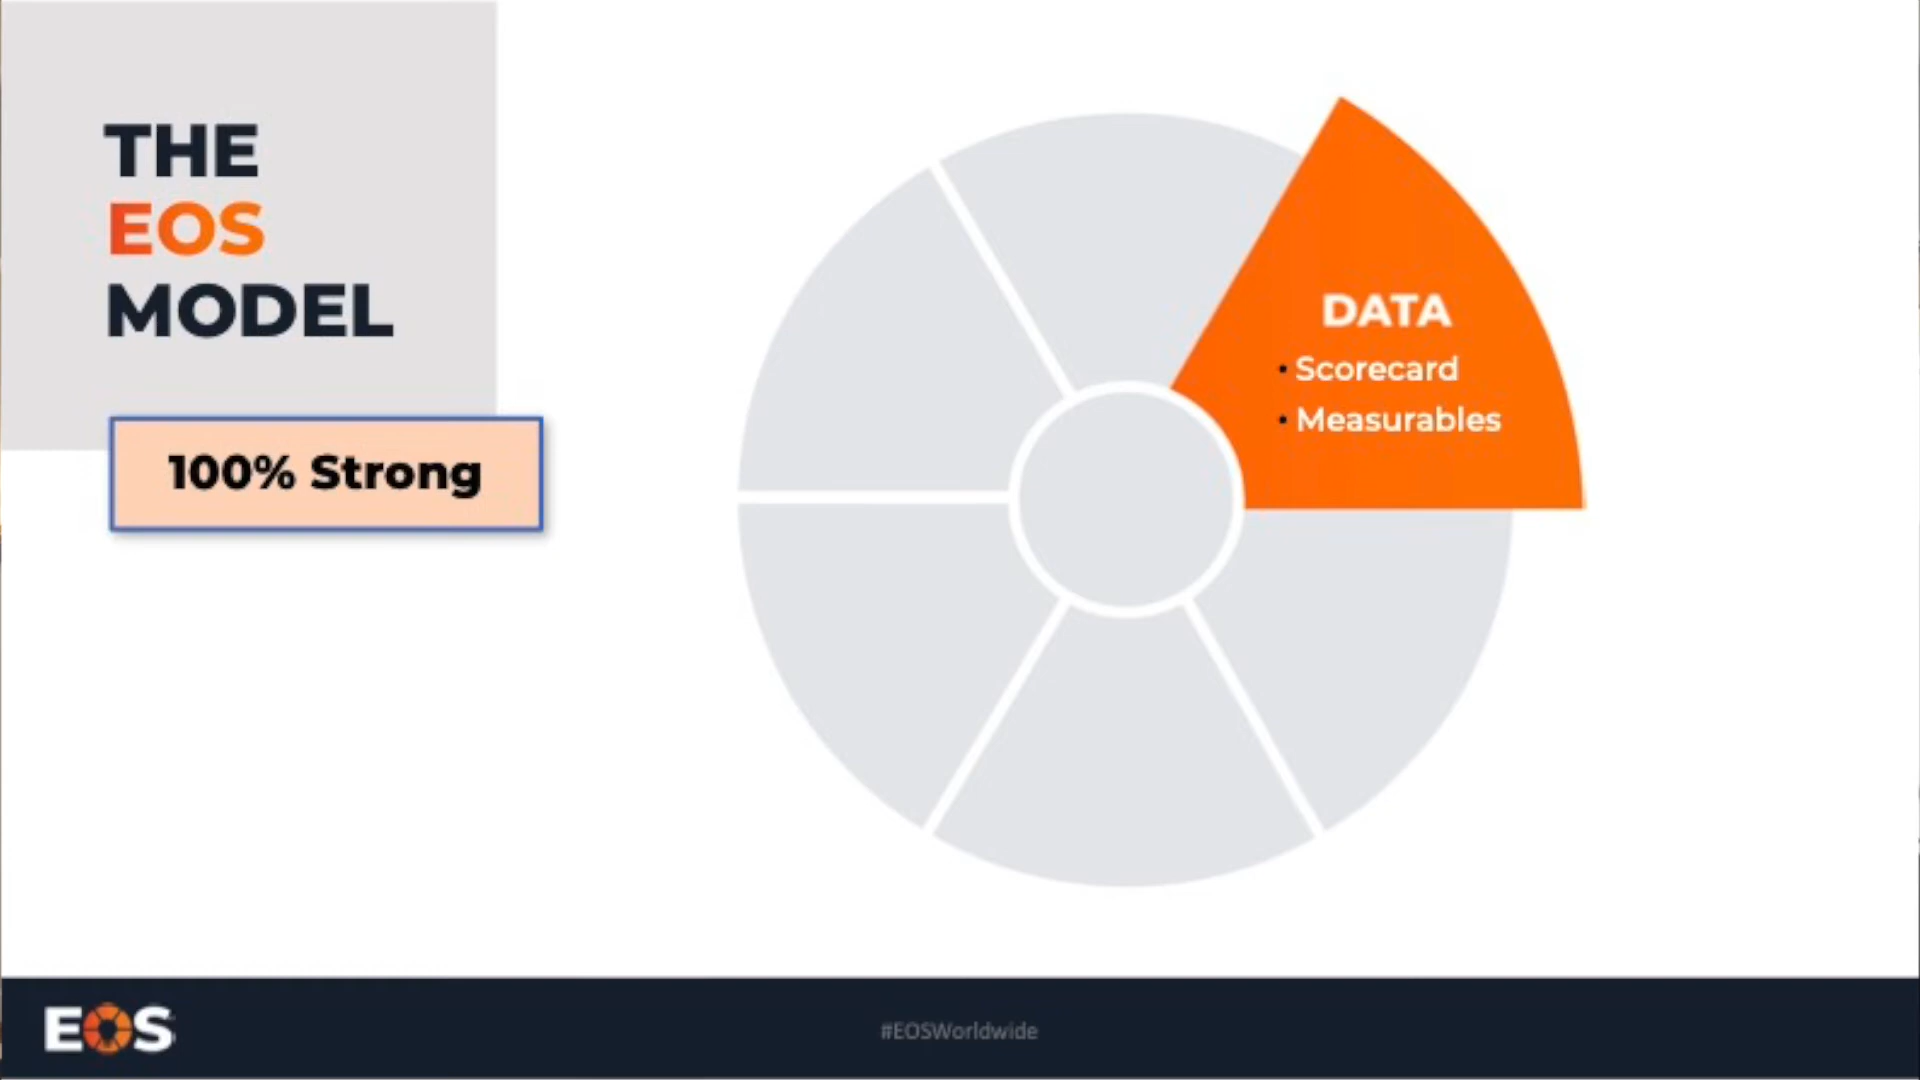 THE
EOS
MODEL
100% Strong
DATA
• Scorecard
• Measurables
EOS
#EOSWorldwide